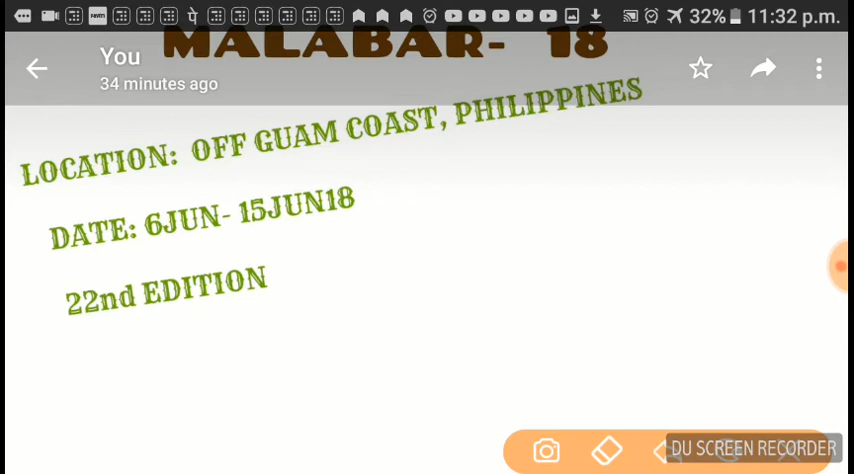 32% 11:32 p.m.
MALABAR- 18
You
34 minutes ago
LOCATION: OFF GUAM COAST, PHILIPPINES
DATE: 6JUN- 15JUN18
22nd EDITION
DU SCREEN RECORDER